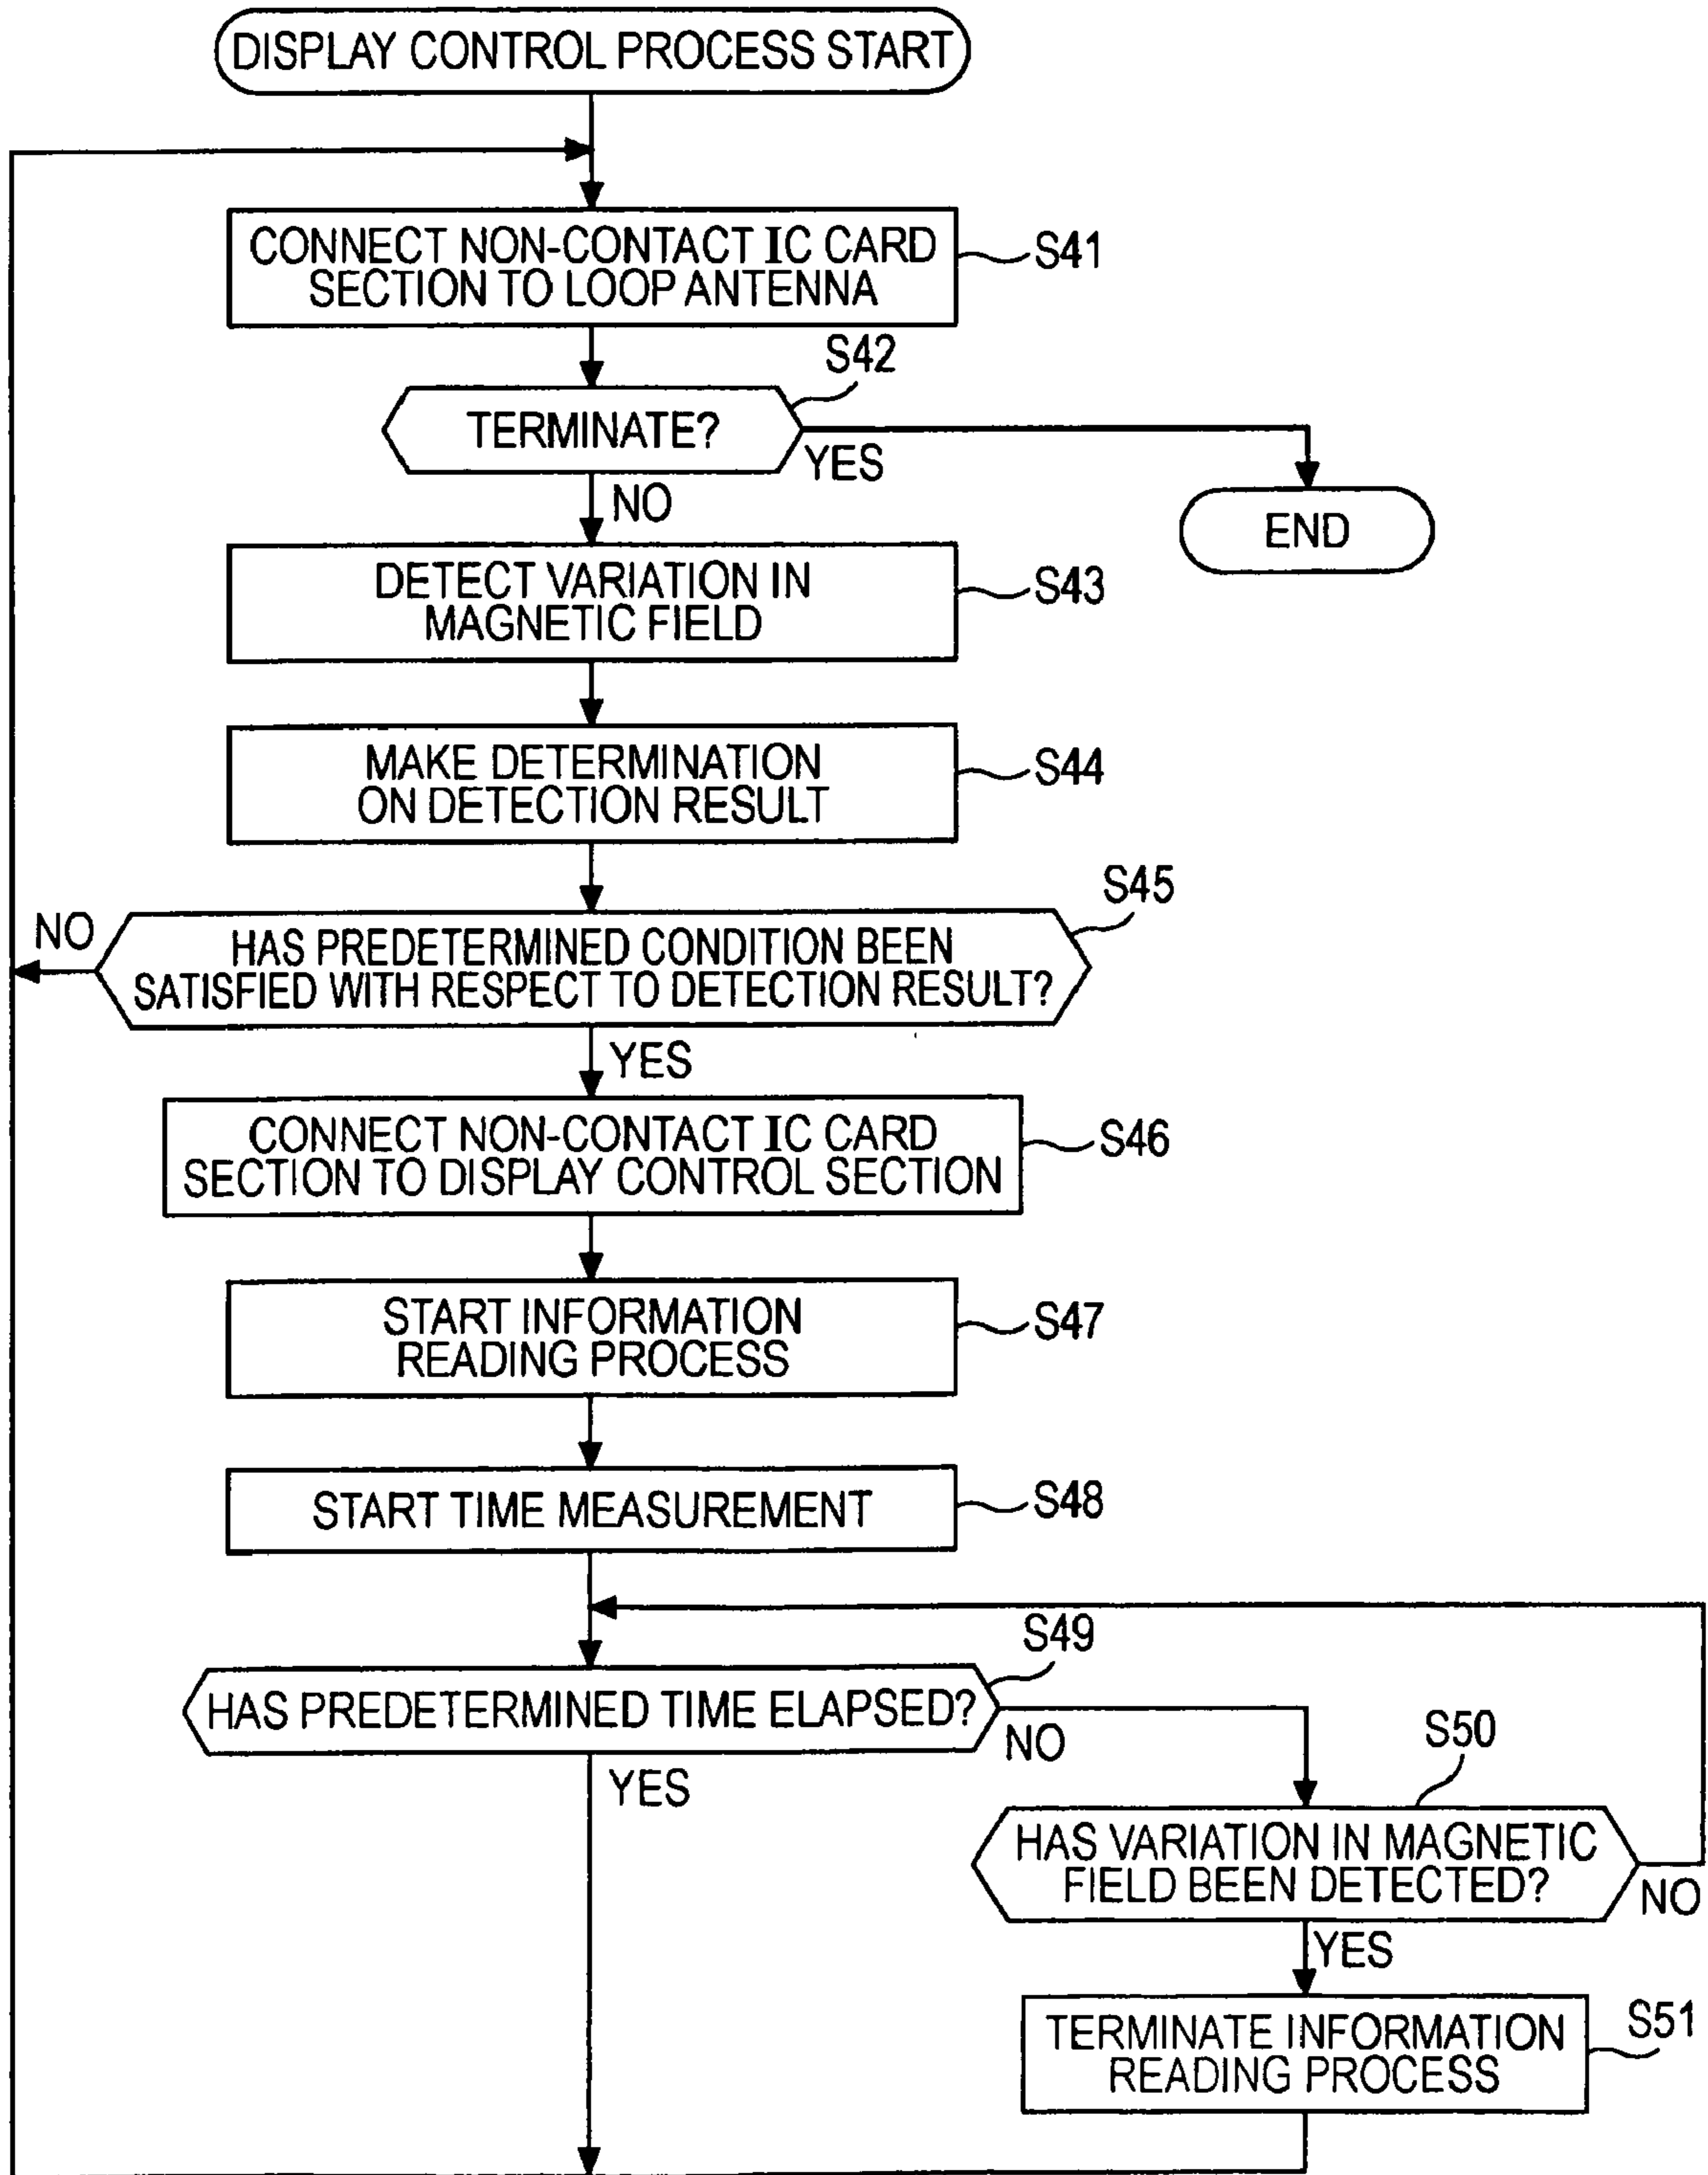 DISPLAY CONTROL PROCESS START
CONNECT NON-CONTACT IC CARD
SECTION TO LOOP ANTENNA
S41
S42
TERMINATE?
YES
NO
END
DETECT VARIATION IN
MAGNETIC FIELD
S43
MAKE DETERMINATION
ON DETECTION RESULT
S44
S45
NO
HAS PREDETERMINED CONDITION BEEN
SATISFIED WITH RESPECT TO DETECTION RESULT?
YES
CONNECT NON-CONTACT IC CARD
SECTION TO DISPLAY CONTROL SECTION
S46
START INFORMATION
READING PROCESS
S47
START TIME MEASUREMENT
S48
S49
HAS PREDETERMINED TIME ELAPSED?
NO
YES
S50
HAS VARIATION IN MAGNETIC
FIELD BEEN DETECTED?
NO
YES
TERMINATE INFORMATION
READING PROCESS
S51